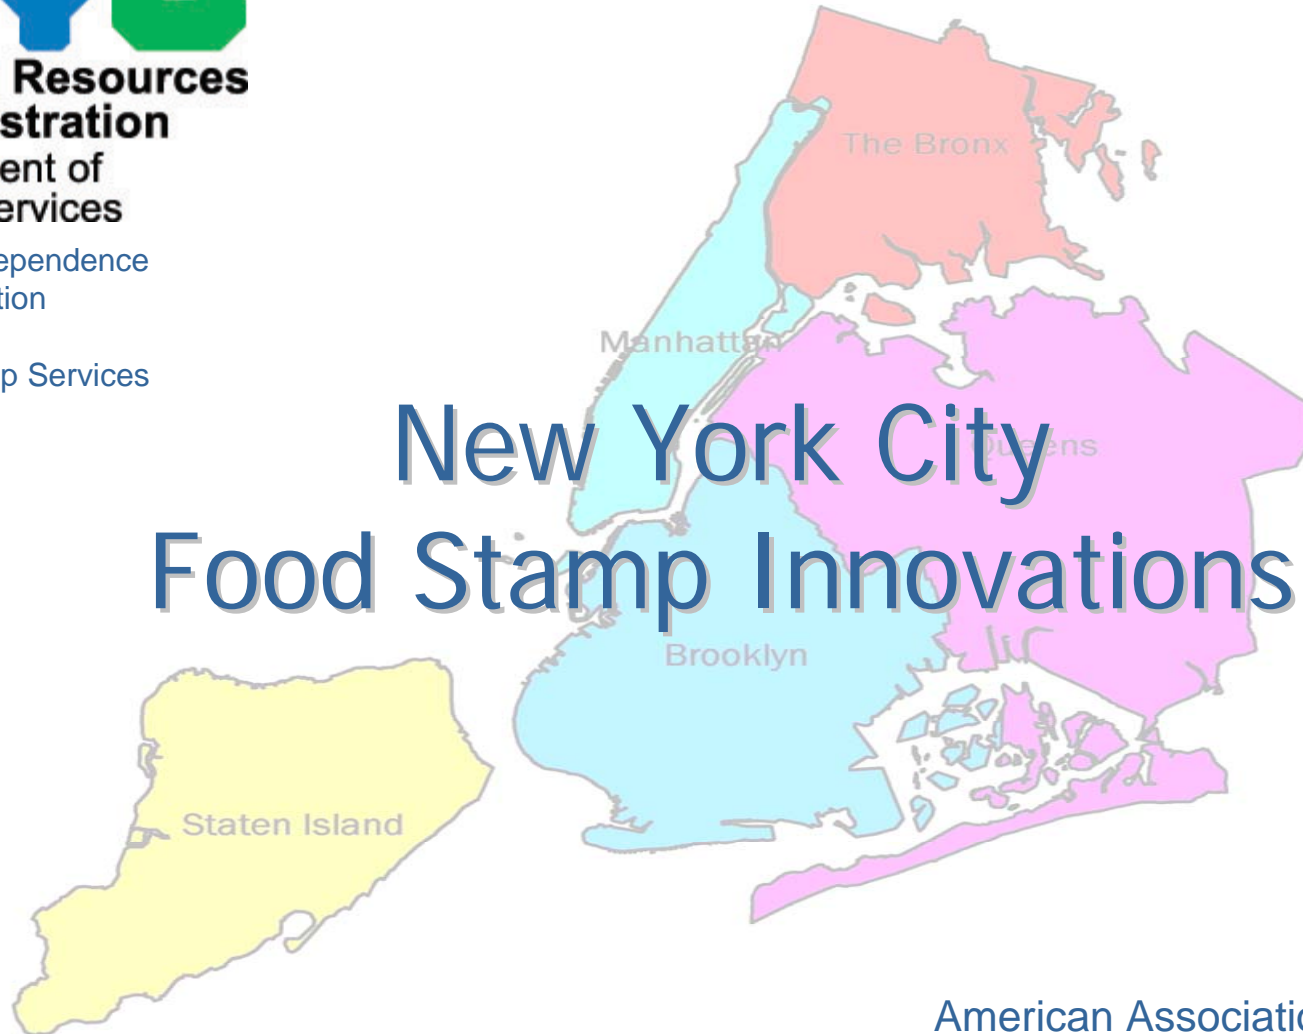 Resources
stration
ent of
ervices
ependence
tion
p Services
The Bronx
Manhattan
New York City
Queens
Food Stamp Innovations
Brooklyn
Staten Island
American Associatio